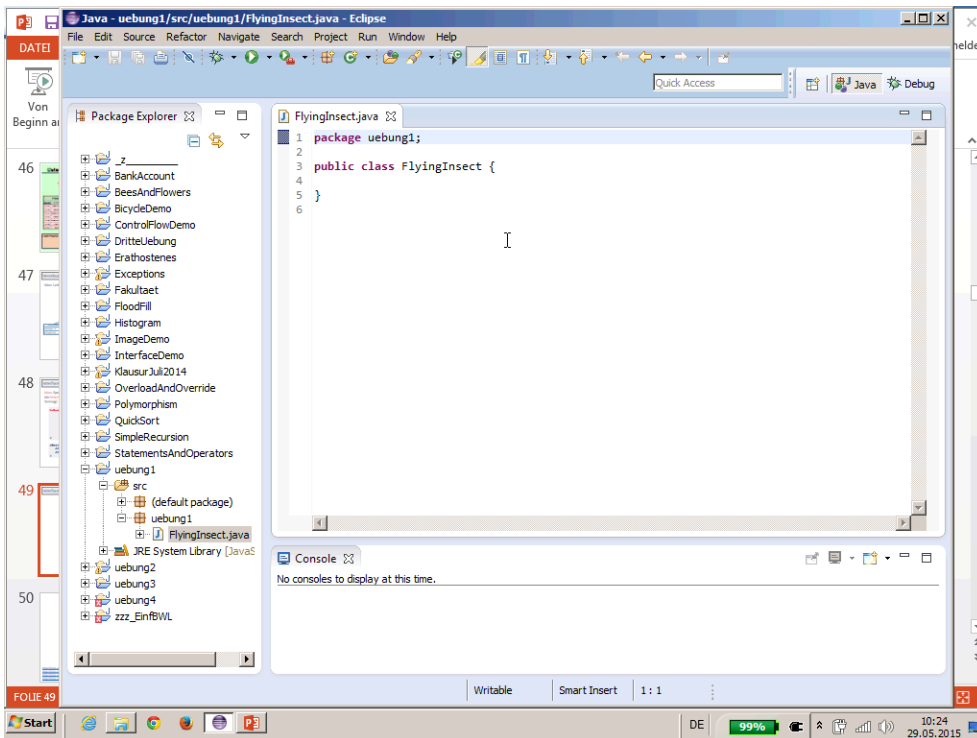 Java - uebung1/src/uebung1/FlyingInsect.java - Eclipse
File Edit Source Refactor Navigate Search Project Run Window Help
DATEI
Von
Beginn
Quick Access
Java
Debug
Package Explorer
_z_________
BankAccount
BeesAndFlowers
BicycleDemo
ControlFlowDemo
DritteUebung
Erathostenes
Exceptions
Fakultaet
FloodFill
Histogram
ImageDemo
InterfaceDemo
KlausurJuli2014
OverloadAndOverride
Polymorphism
QuickSort
SimpleRecursion
StatementsAndOperators
uebung1
src
(default package)
uebung1
FlyingInsect.java
JRE System Library [JavaS
uebung2
uebung3
uebung4
zzz_EinfBWL
FlyingInsect.java
1 package uebung1;
2
3 public class FlyingInsect {
4
5 }
6
Console
No consoles to display at this time.
Writable
Smart Insert
1 : 1
46
47
48
49
50
FOLIE 49
Start
DE
99%
10:24
29.05.2015